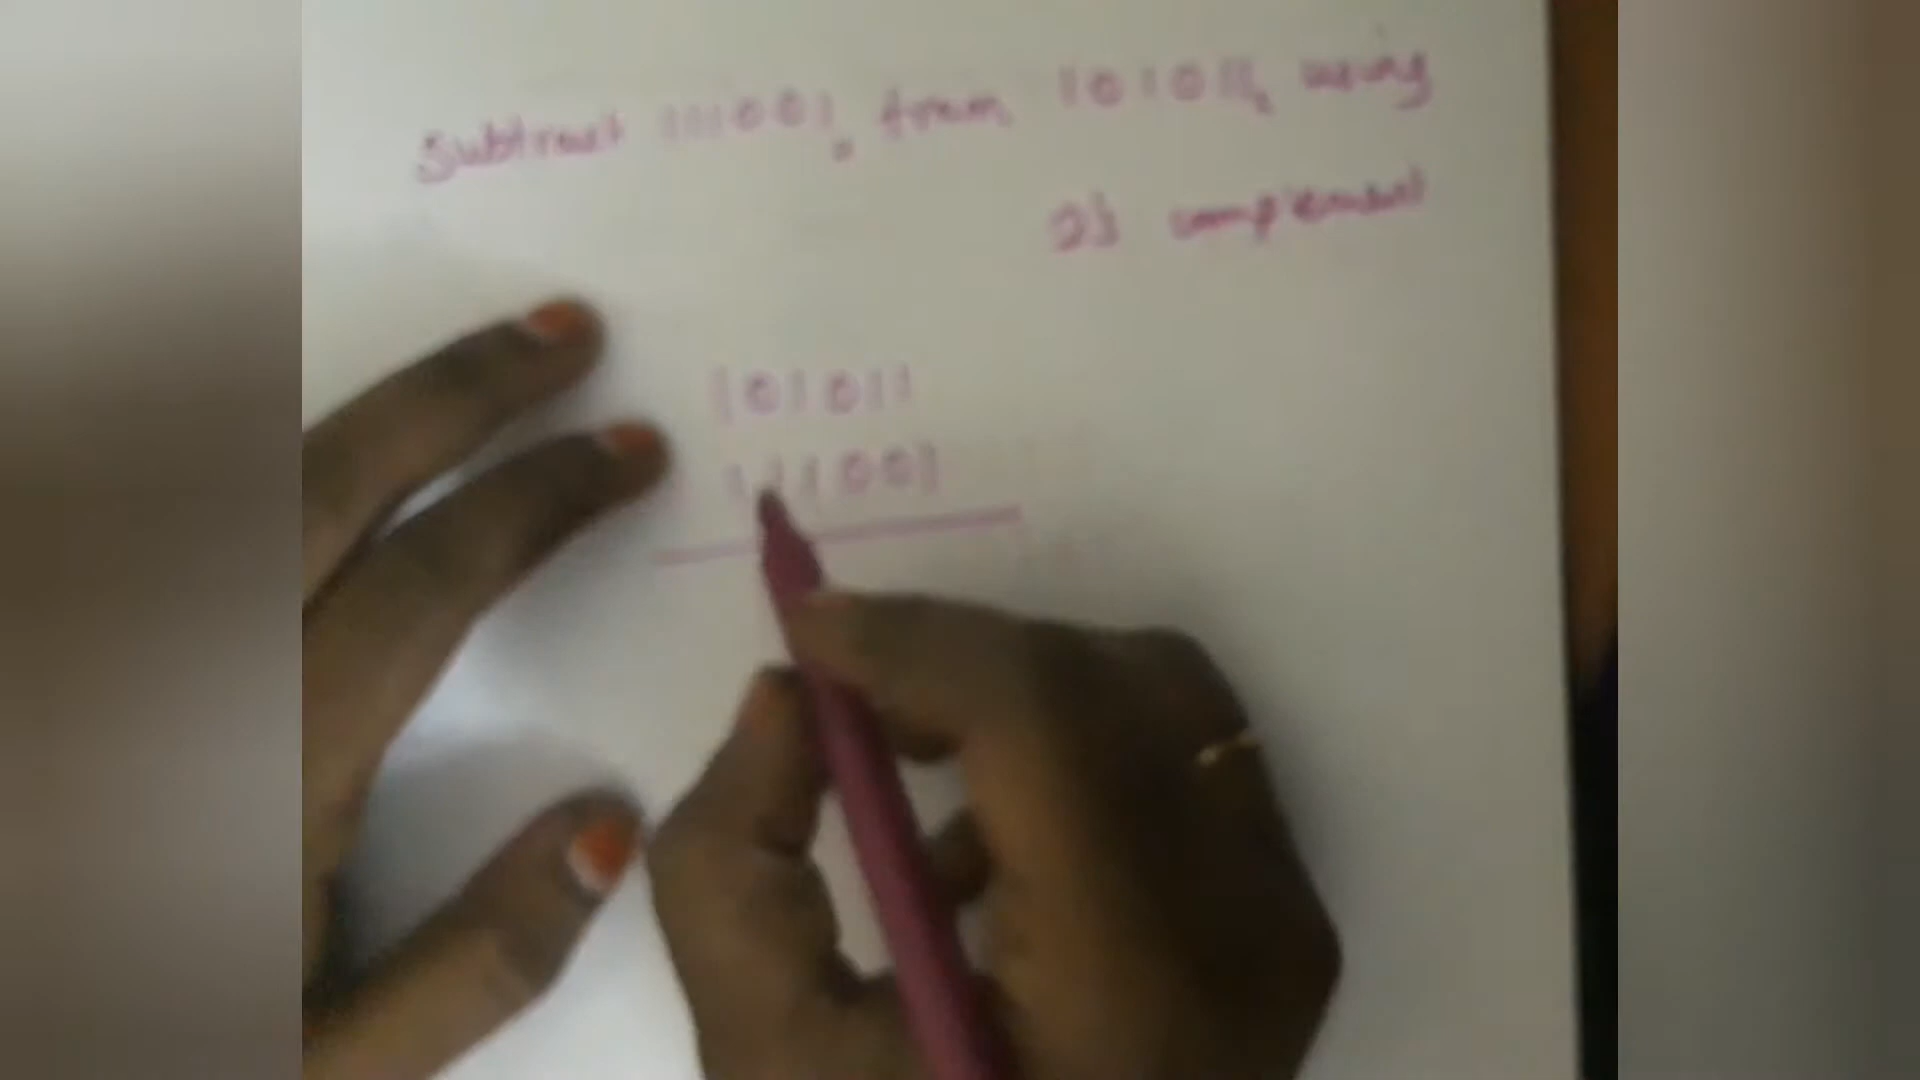 Subtract 111001₂ from 101011₂ using
2's complement
101011
111001